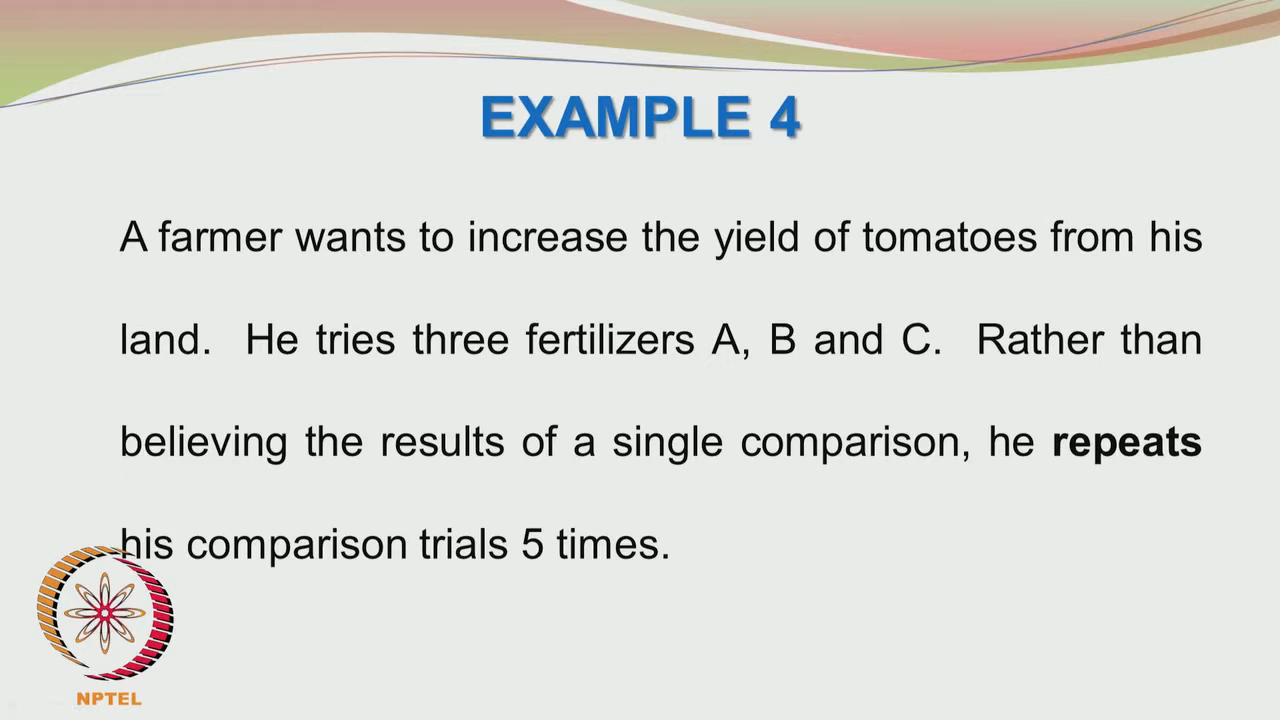 EXAMPLE 4
A farmer wants to increase the yield of tomatoes from his
land. He tries three fertilizers A, B and C. Rather than
believing the results of a single comparison, he repeats
his comparison trials 5 times.
NPTEL